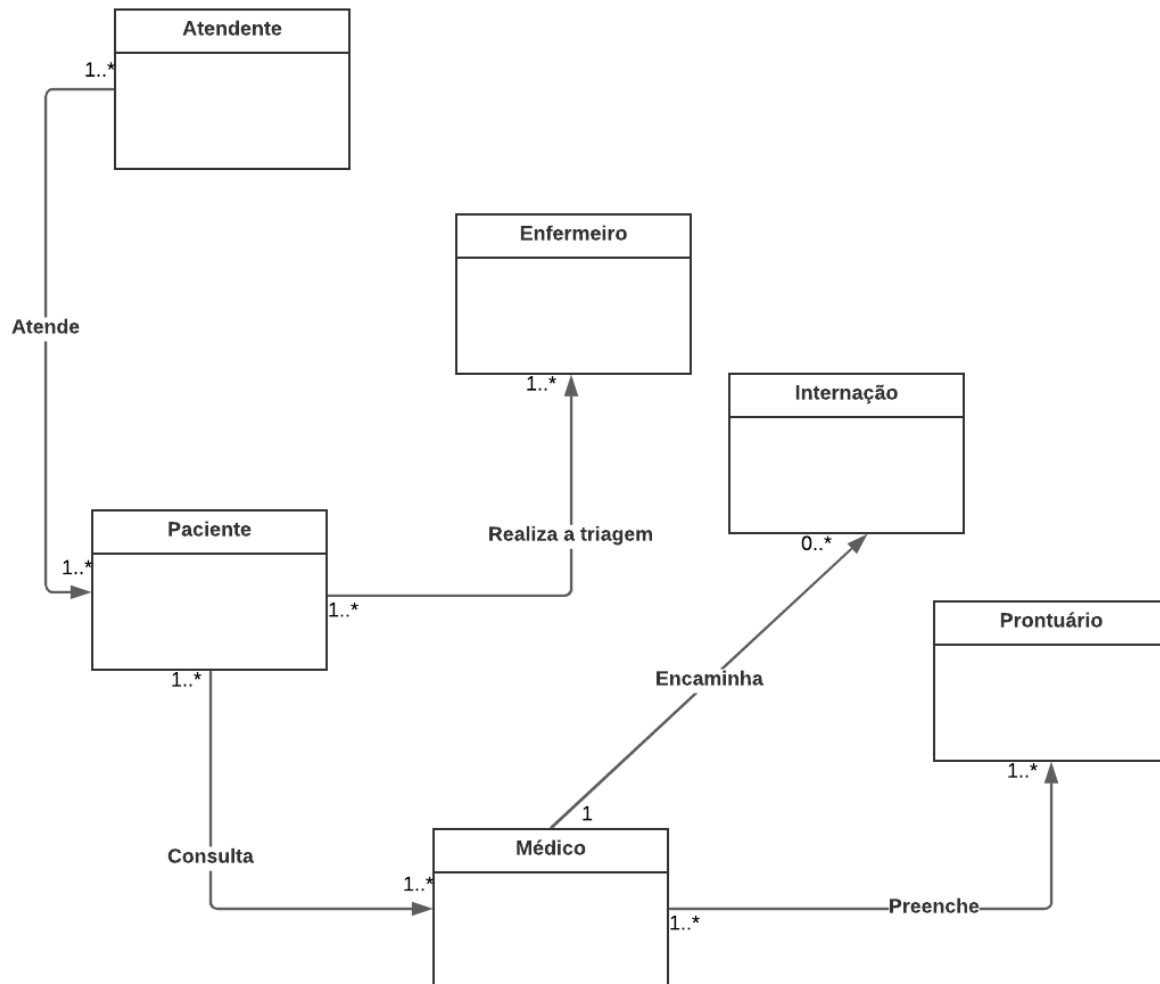 Atendente
1..*
Enfermeiro
Atende
1..*
Internação
Paciente
Realiza a triagem
0..*
1..*
1..*
Prontuário
1..*
Encaminha
1..*
1
Médico
Consulta
1..*
Preenche
1..*